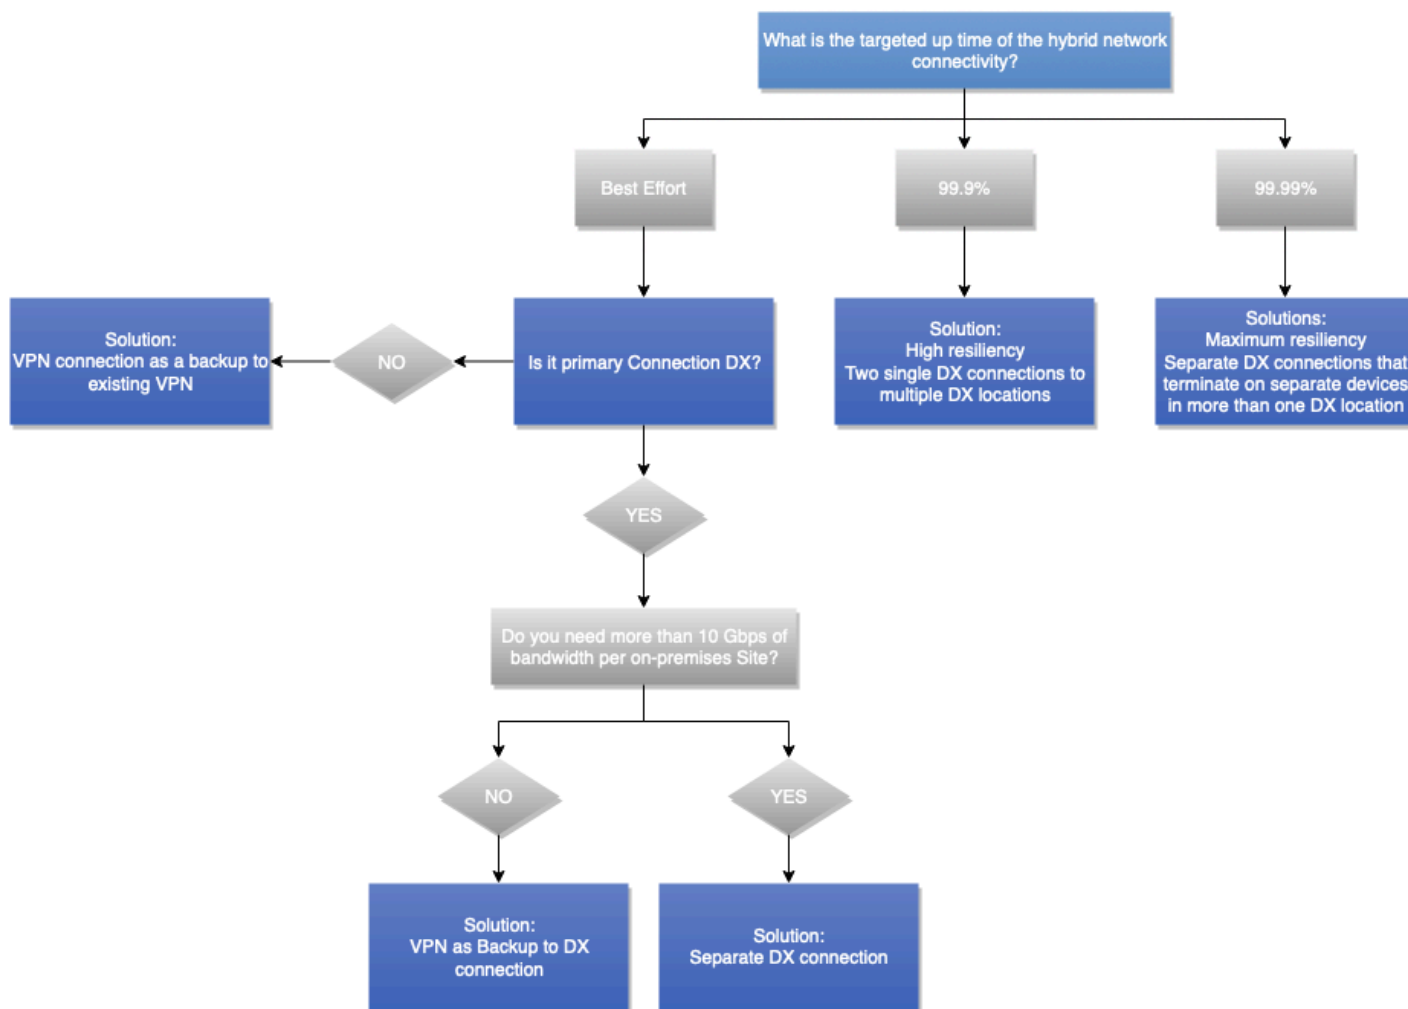 What is the targeted up time of the hybrid network
connectivity?
Best Effort
99.9%
99.99%
Solution:
VPN connection as a backup to
existing VPN
NO
Is it primary Connection DX?
Solution:
High resiliency
Two single DX connections to
multiple DX locations
Solutions:
Maximum resiliency
Separate DX connections that
terminate on separate devices
in more than one DX location
YES
Do you need more than 10 Gbps of
bandwidth per on-premises Site?
NO
YES
Solution:
VPN as Backup to DX
connection
Solution:
Separate DX connection